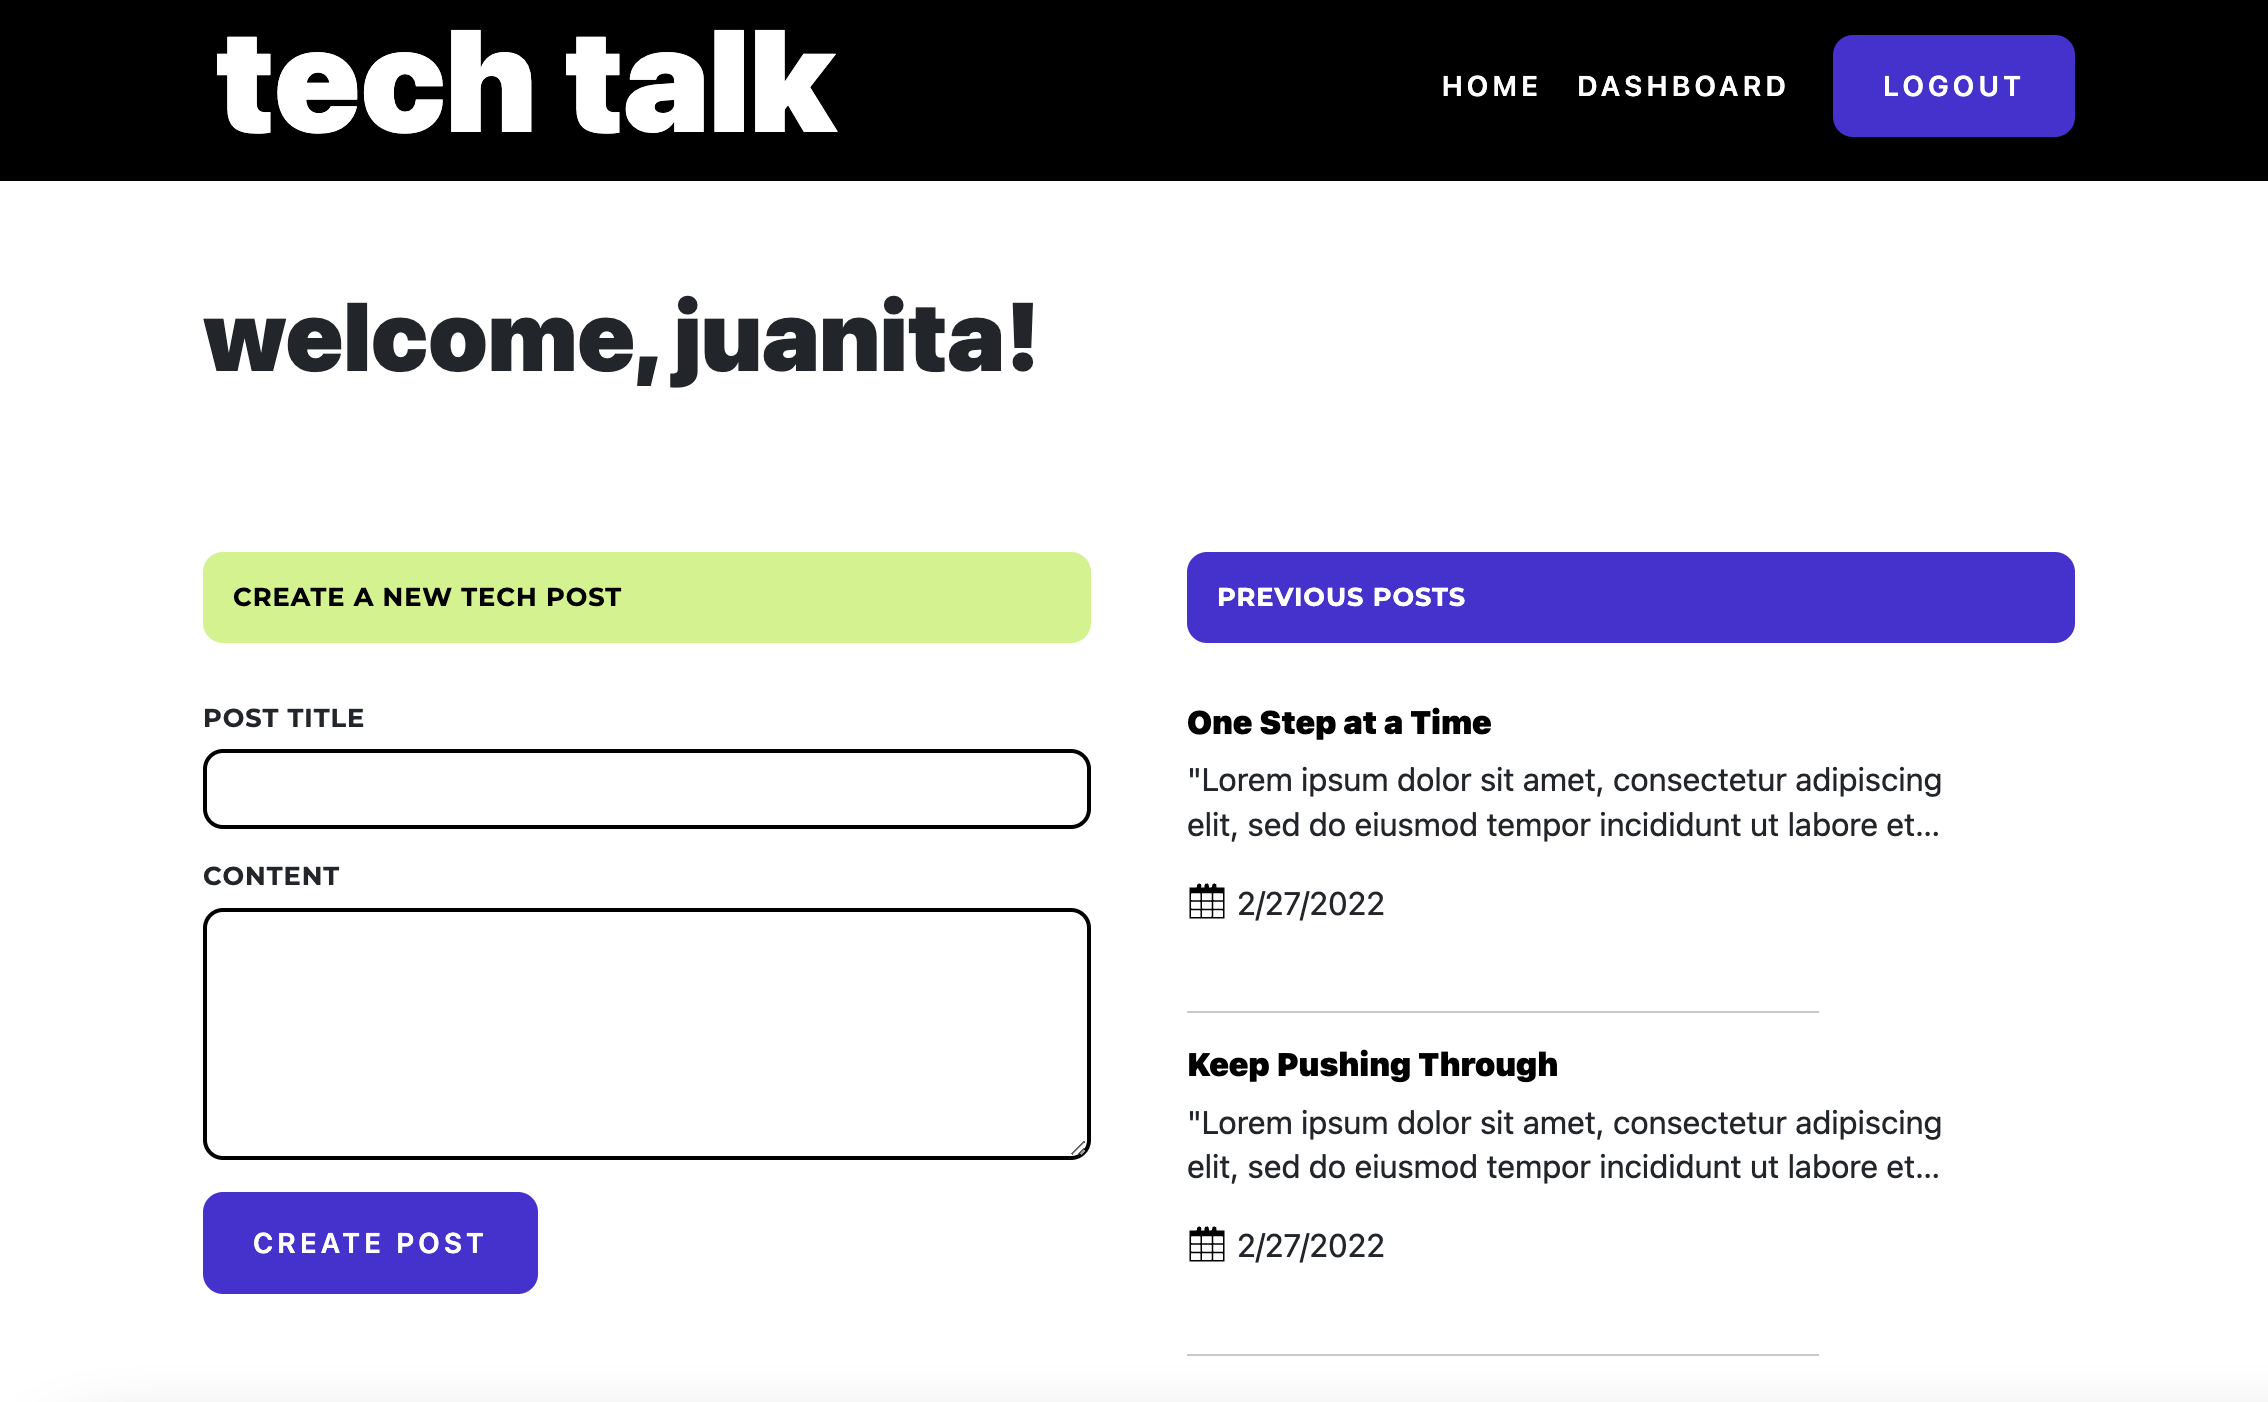 tech talk
HOME
DASHBOARD
LOGOUT
welcome, juanita!
CREATE A NEW TECH POST
POST TITLE
CONTENT
CREATE POST
PREVIOUS POSTS
One Step at a Time
"Lorem ipsum dolor sit amet, consectetur adipiscing
elit, sed do eiusmod tempor incididunt ut labore et...
2/27/2022
Keep Pushing Through
"Lorem ipsum dolor sit amet, consectetur adipiscing
elit, sed do eiusmod tempor incididunt ut labore et...
2/27/2022